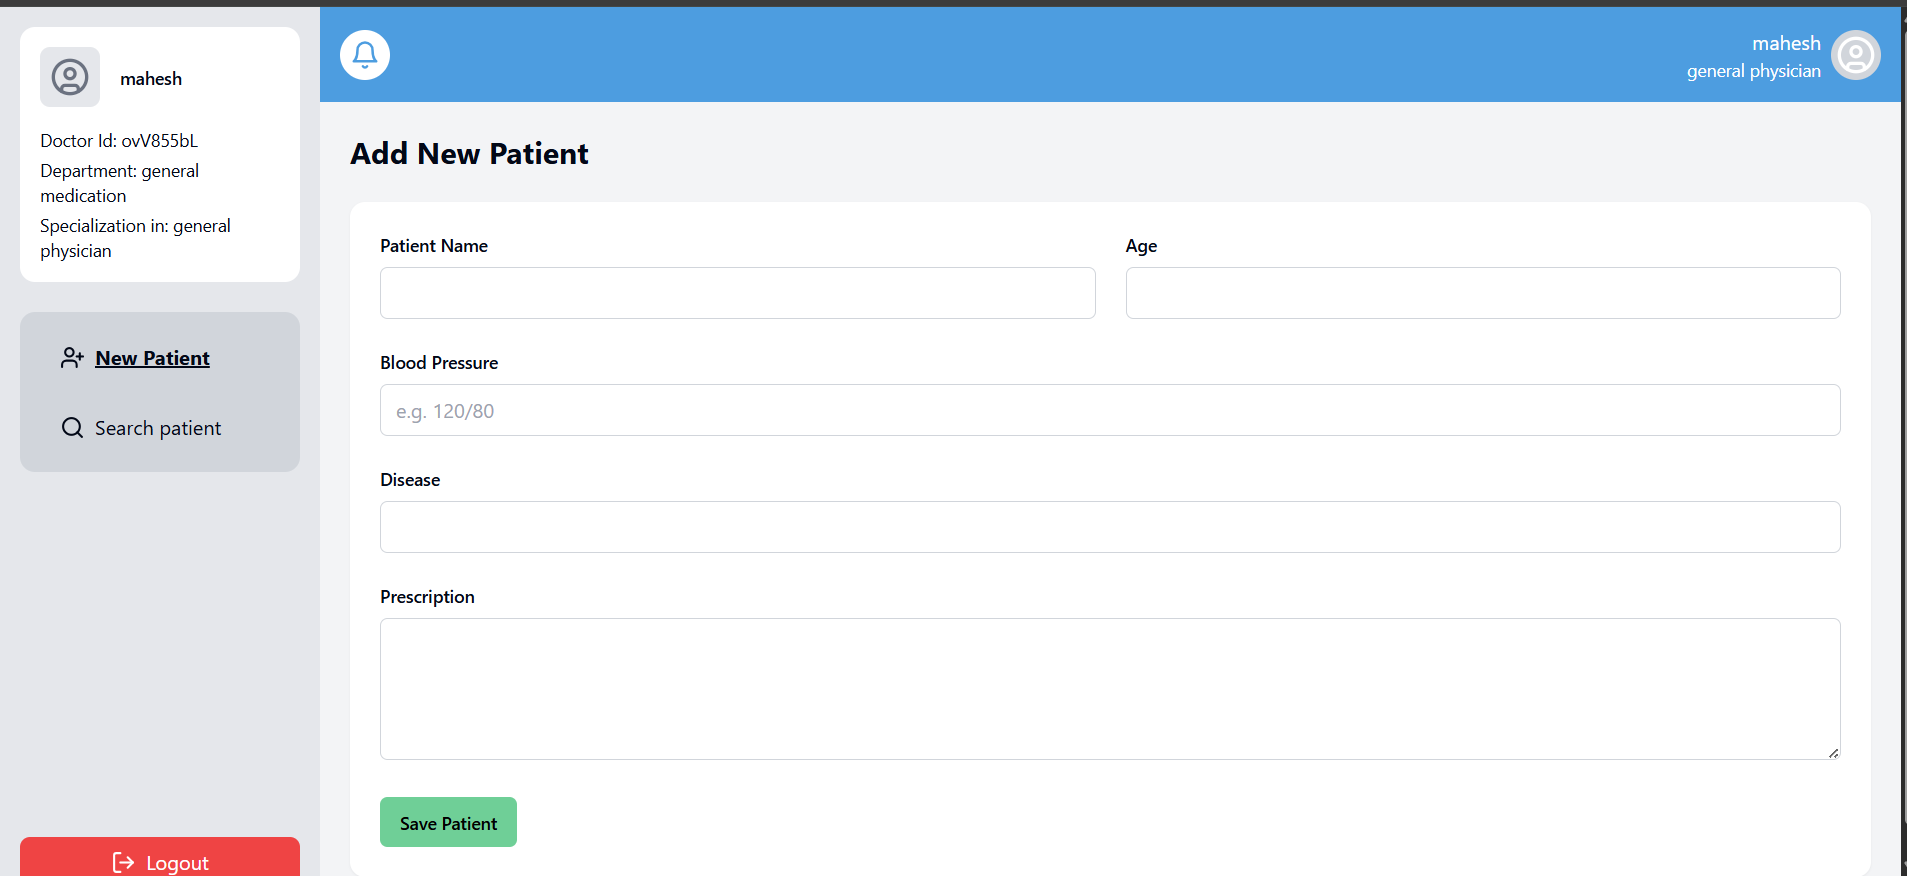 mahesh
Doctor Id: ovV855bL
Department: general
medication
Specialization in: general
physician
New Patient
Search patient
Logout
mahesh
general physician
Add New Patient
Patient Name
Age
Blood Pressure
e.g. 120/80
Disease
Prescription
Save Patient